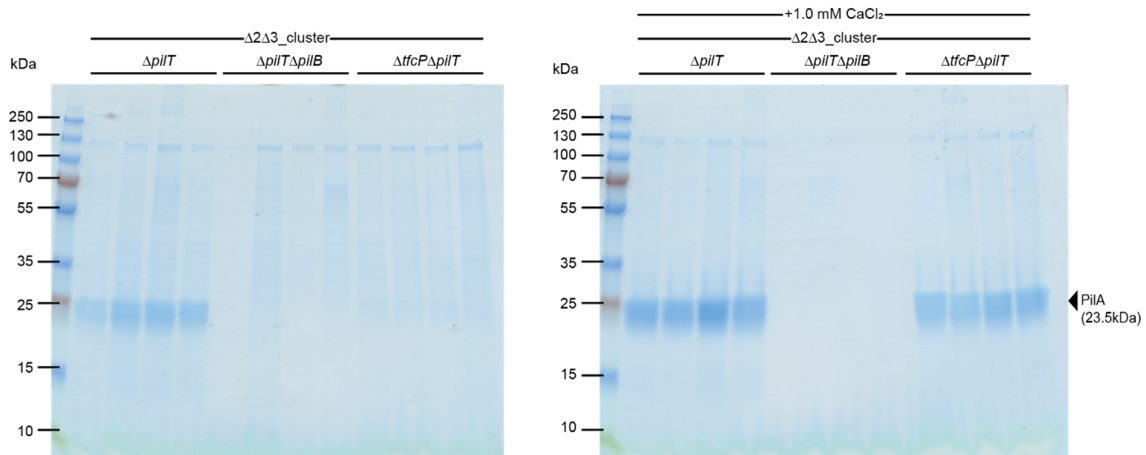 +1.0 mM CaCl₂
Δ2Δ3_cluster Δ2Δ3_cluster
kDa ΔpilT ΔpilTΔpilB ΔtfcPΔpilT kDa ΔpilT ΔpilTΔpilB ΔtfcPΔpilT
250 250
130 130
100 100
70 70
55 55
35 35
25 25 PilA
(23.5kDa)
15 15
10 10